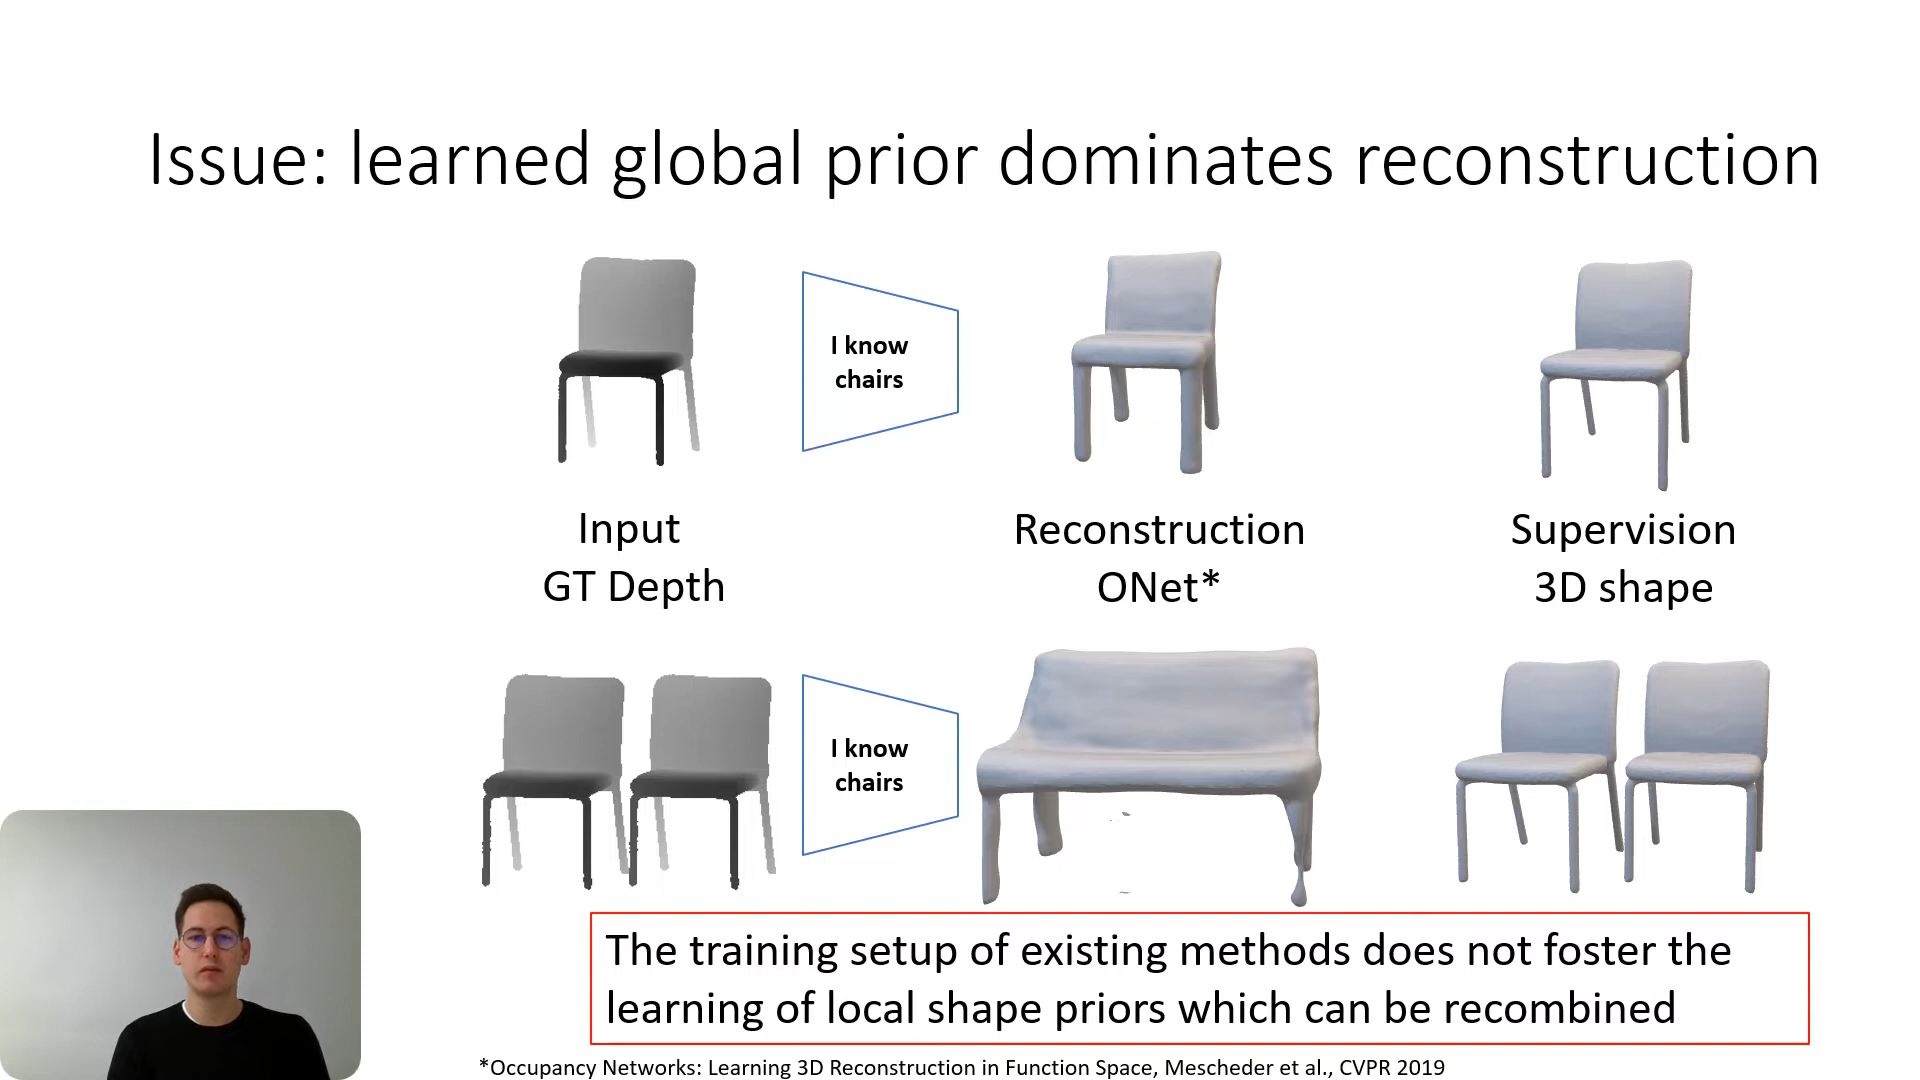 Issue: learned global prior dominates reconstruction
I know
chairs
Input
GT Depth
Reconstruction
ONet*
Supervision
3D shape
I know
chairs
The training setup of existing methods does not foster the
learning of local shape priors which can be recombined
*Occupancy Networks: Learning 3D Reconstruction in Function Space, Mescheder et al., CVPR 2019